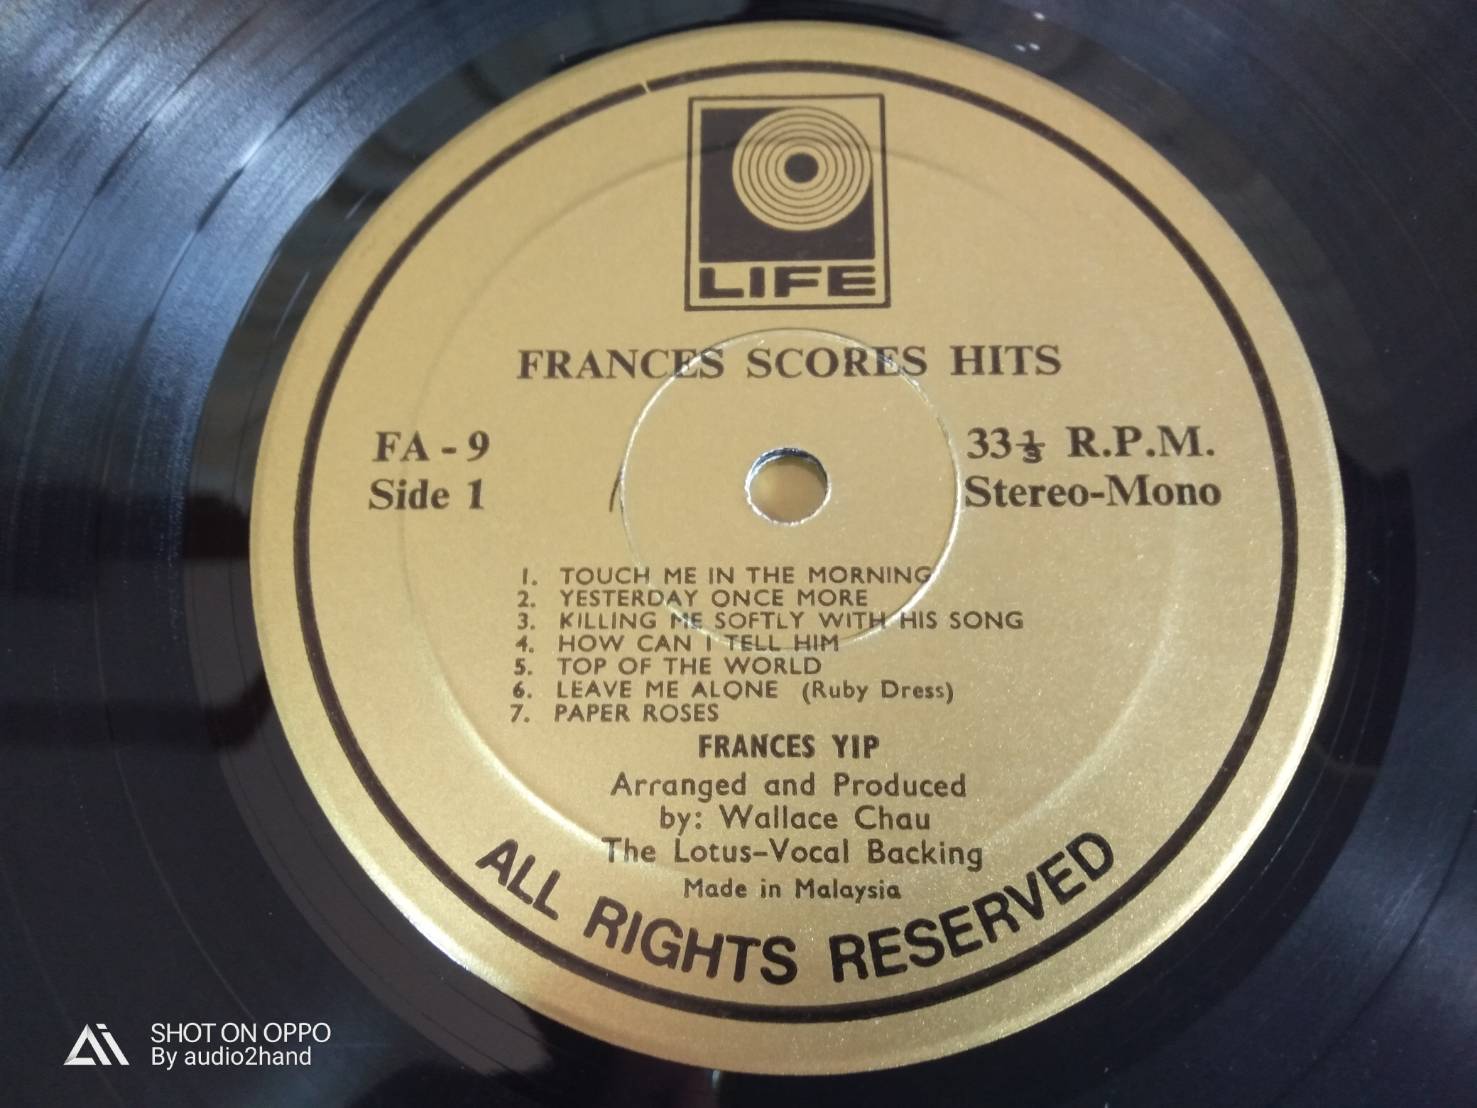 LIFE
FRANCES SCORES HITS
FA - 9
Side 1
33 1/3 R.P.M.
Stereo-Mono
1. TOUCH ME IN THE MORNING
2. YESTERDAY ONCE MORE
3. KILLING ME SOFTLY WITH HIS SONG
4. HOW CAN I TELL HIM
5. TOP OF THE WORLD
6. LEAVE ME ALONE (Ruby Dress)
7. PAPER ROSES
FRANCES YIP
Arranged and Produced
by: Wallace Chau
The Lotus-Vocal Backing
Made in Malaysia
ALL RIGHTS RESERVED
SHOT ON OPPO
By audio2hand